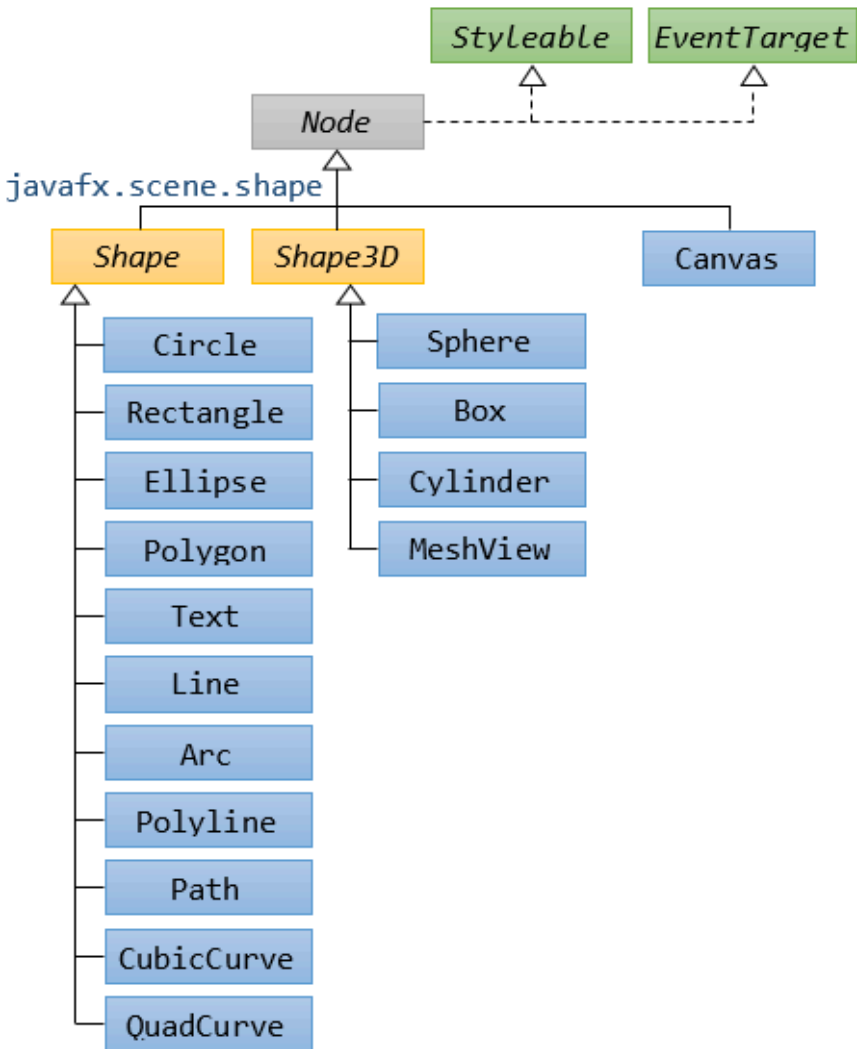 Styleable
EventTarget
Node
javafx.scene.shape
Shape
Shape3D
Canvas
Circle
Sphere
Rectangle
Box
Ellipse
Cylinder
Polygon
MeshView
Text
Line
Arc
Polyline
Path
CubicCurve
QuadCurve